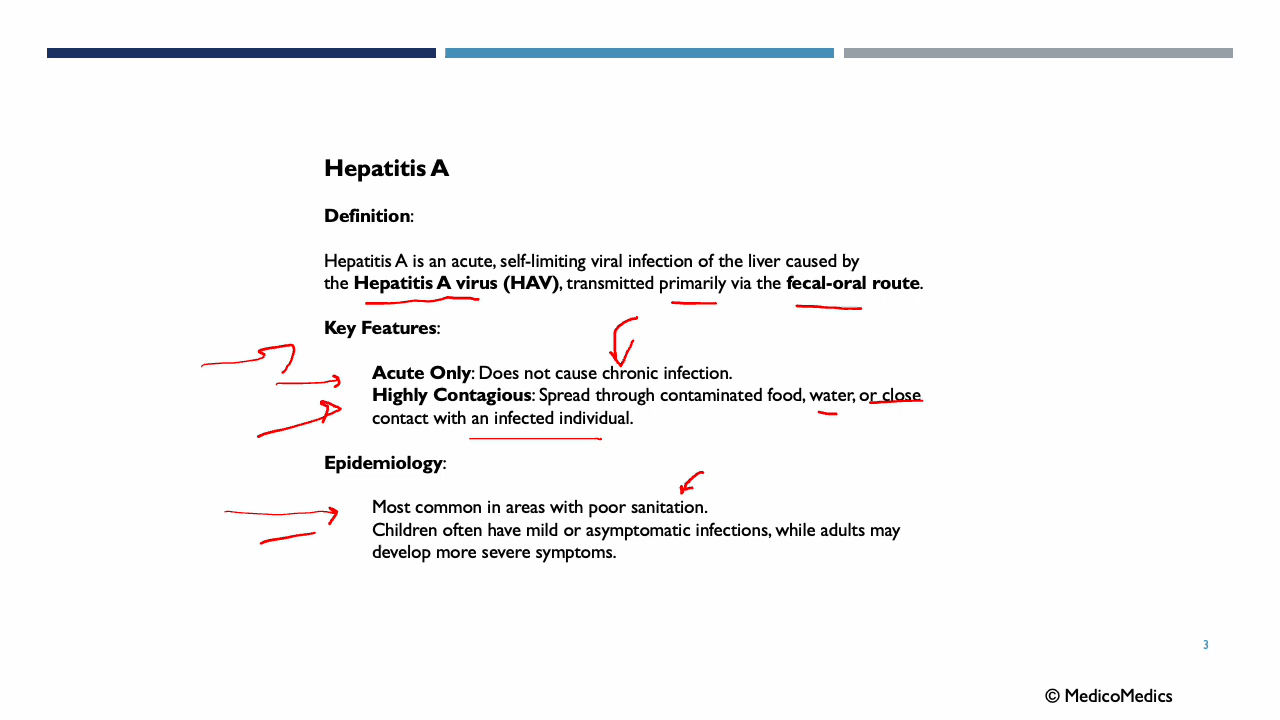 Hepatitis A
Definition:
Hepatitis A is an acute, self-limiting viral infection of the liver caused by
the Hepatitis A virus (HAV), transmitted primarily via the fecal-oral route.
Key Features:
Acute Only: Does not cause chronic infection.
Highly Contagious: Spread through contaminated food, water, or close
contact with an infected individual.
Epidemiology:
Most common in areas with poor sanitation.
Children often have mild or asymptomatic infections, while adults may
develop more severe symptoms.
3
© MedicoMedics